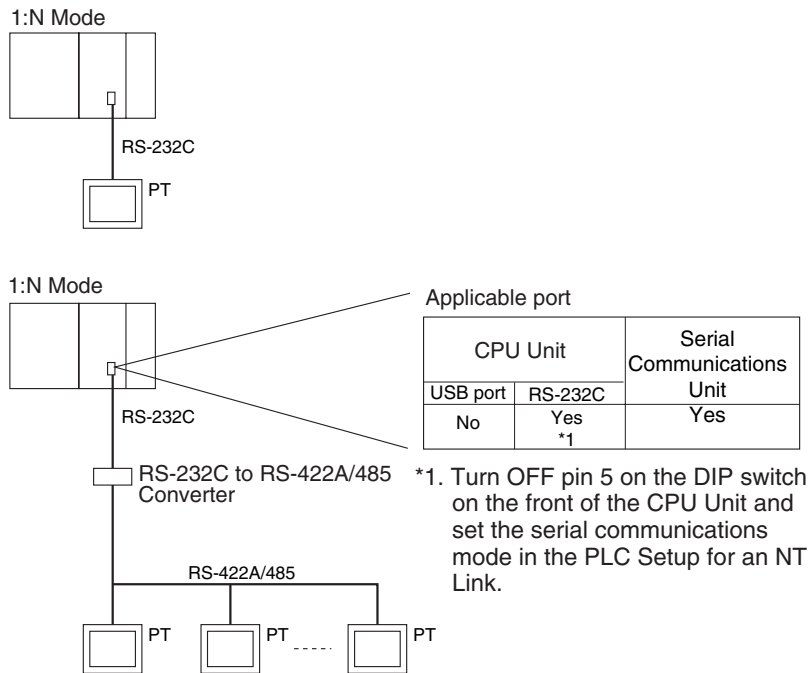 1:N Mode
RS-232C
PT
1:N Mode
RS-232C
RS-232C to RS-422A/485
Converter
RS-422A/485
PT
PT
PT
Applicable port
CPU Unit
Serial
Communications
Unit
USB port
RS-232C
No
Yes
*1
Yes
*1. Turn OFF pin 5 on the DIP switch
on the front of the CPU Unit and
set the serial communications
mode in the PLC Setup for an NT
Link.